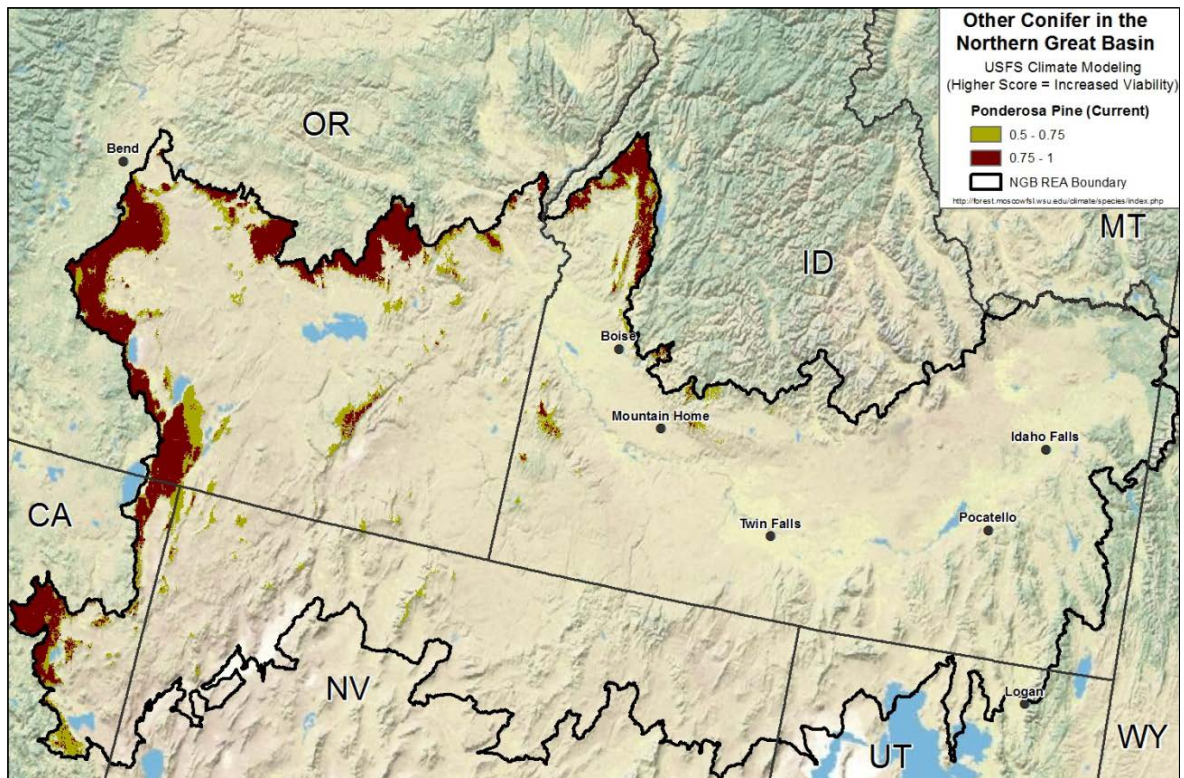 Other Conifer in the
Northern Great Basin
USFS Climate Modeling
(Higher Score = Increased Viability)
Ponderosa Pine (Current)
0.5 - 0.75
0.75 - 1
NGB REA Boundary
http://forest.moscowfsl.wsu.edu/climate/species/index.php
OR
Bend
MT
ID
Boise
Mountain Home
Idaho Falls
CA
Twin Falls
Pocatello
NV
Logan
UT
WY